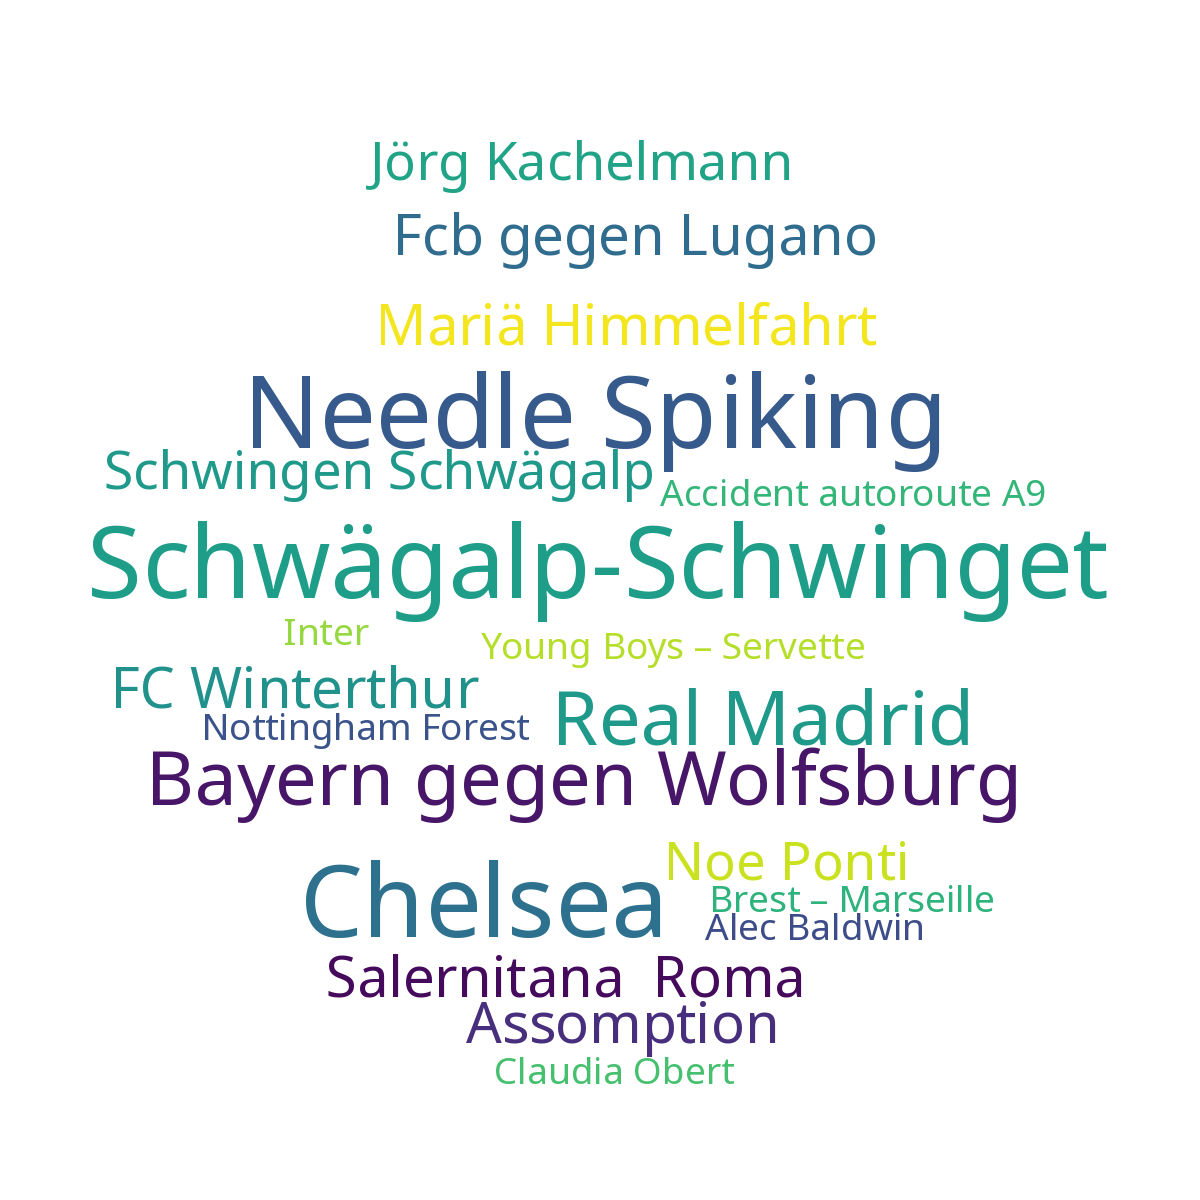 Jörg Kachelmann
Fcb gegen Lugano
Mariä Himmelfahrt
Needle Spiking
Schwingen Schwägalp
Accident autoroute A9
Schwägalp-Schwinget
Inter
Young Boys – Servette
FC Winterthur
Nottingham Forest
Real Madrid
Bayern gegen Wolfsburg
Noe Ponti
Chelsea
Brest – Marseille
Alec Baldwin
Salernitana Roma
Assomption
Claudia Obert